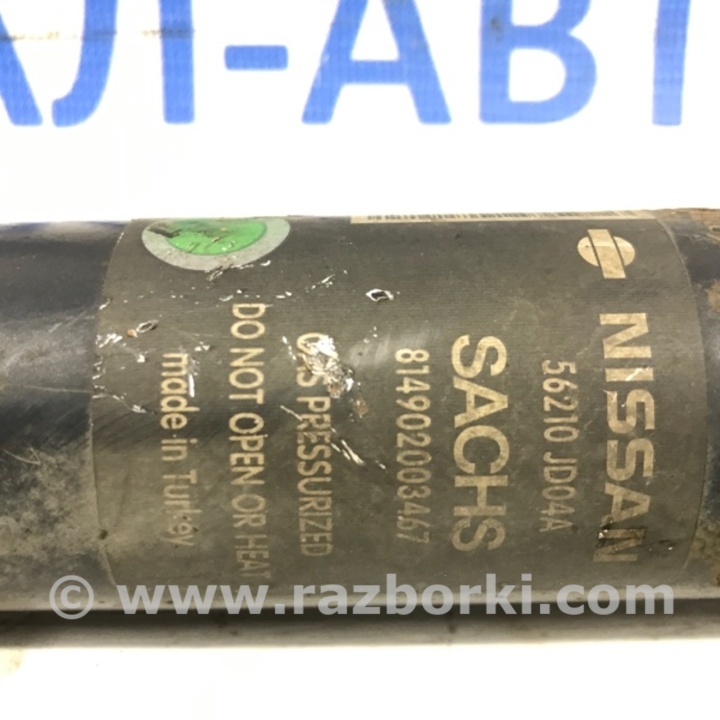 АЛ-АВТ
NISSAN
56210 JD04A
SACHS
814902003467
GAS PRESSURIZED
DO NOT OPEN OR HEAT
made in Turkey
© www.razborki.com